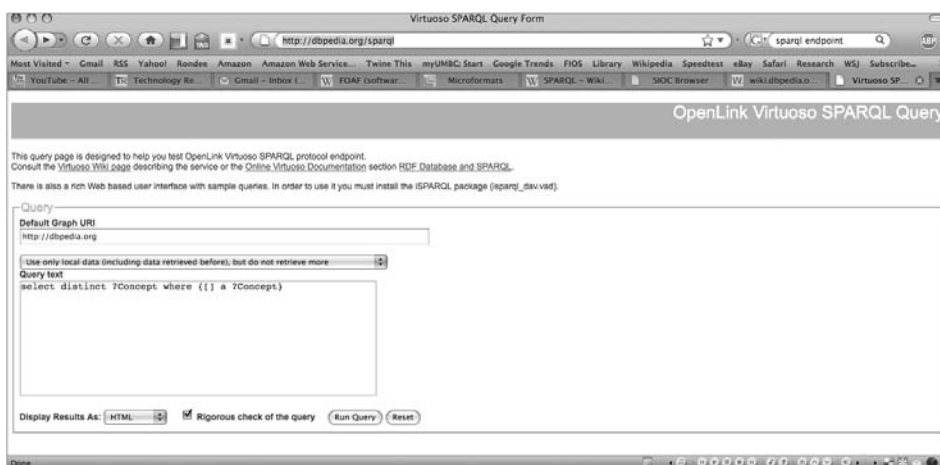 Virtuoso SPARQL Query Form
http://dbpedia.org/sparql
sparql endpoint
Most Visited Gmail RSS Yahoo! Rondee Amazon Amazon Web Service... Twine This myUMBC: Start Google Trends FIOS Library Wikipedia Speedtest eBay Safari Research WSJ Subscribe...
YouTube – All ... Technology Re... Gmail – Inbox (... FOAF (softwar... Microformats SPARQL – Wiki... SIOC Browser wiki.dbpedia.o... Virtuoso SP...
OpenLink Virtuoso SPARQL Query
This query page is designed to help you test OpenLink Virtuoso SPARQL protocol endpoint.
Consult the Virtuoso Wiki page describing the service or the Online Virtuoso Documentation section RDF Database and SPARQL.
There is also a rich Web based user interface with sample queries. In order to use it you must install the iSPARQL package (isparql_dav.vad).
Query
Default Graph URI
http://dbpedia.org
Use only local data (including data retrieved before), but do not retrieve more
Query text
select distinct ?Concept where {[] a ?Concept}
Display Results As: HTML Rigorous check of the query Run Query Reset
Done